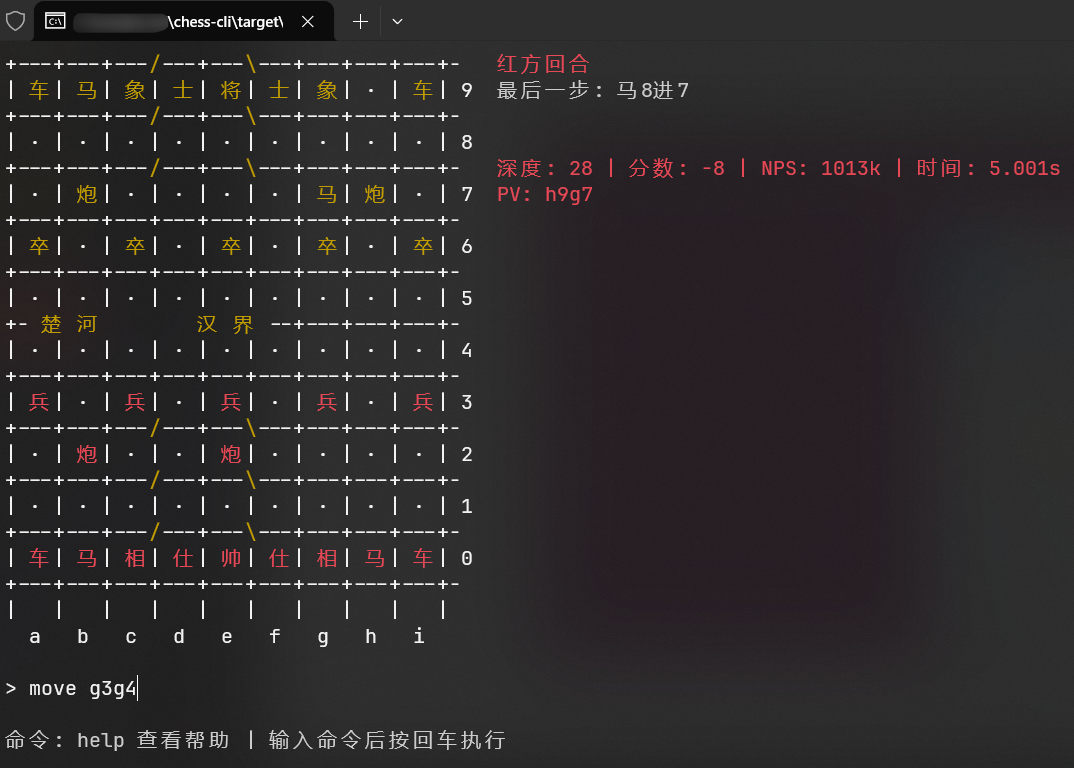 \chess-cli\target\
+---+---+---/---+---\---+---+---+-
| 车| 马| 象| 士| 将| 士| 象| · | 车| 9
+---+---+---/---+---\---+---+---+-
| · | · | · | · | · | · | · | · | · | 8
+---+---+---/---+---\---+---+---+-
| · | 炮| · | · | · | · | 马| 炮| · | 7
+---+---+---+---+---+---+---+---+-
| 卒| · | 卒| · | 卒| · | 卒| · | 卒| 6
+---+---+---+---+---+---+---+---+-
| · | · | · | · | · | · | · | · | · | 5
+- 楚 河 汉 界 --+---+---+---+-
| · | · | · | · | · | · | · | · | · | 4
+---+---+---+---+---+---+---+---+-
| 兵| · | 兵| · | 兵| · | 兵| · | 兵| 3
+---+---+---/---+---\---+---+---+-
| · | 炮| · | · | 炮| · | · | · | · | 2
+---+---+---/---+---\---+---+---+-
| · | · | · | · | · | · | · | · | · | 1
+---+---+---/---+---\---+---+---+-
| 车| 马| 相| 仕| 帅| 仕| 相| 马| 车| 0
+---+---+---+---+---+---+---+---+-
| | | | | | | | | |
a b c d e f g h i
红方回合
最后一步: 马8进7
深度: 28 | 分数: -8 | NPS: 1013k | 时间: 5.001s
PV: h9g7
> move g3g4
命令: help 查看帮助 | 输入命令后按回车执行